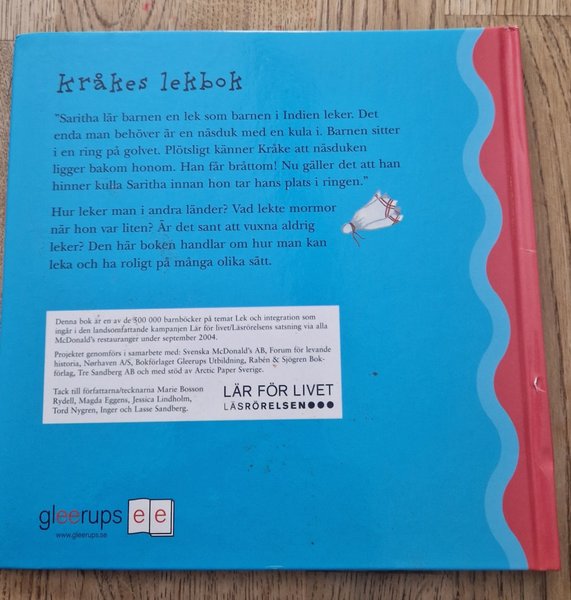 kråkes lekbok
"Saritha lär barnen en lek som barnen i Indien leker. Det
enda man behöver är en näsduk med en kula i. Barnen sitter
i en ring på golvet. Plötsligt känner Kråke att näsduken
ligger bakom honom. Han får bråttom! Nu gäller det att han
hinner kulla Saritha innan hon tar hans plats i ringen."
Hur leker man i andra länder? Vad lekte mormor
när hon var liten? Är det sant att vuxna aldrig
leker? Den här boken handlar om hur man kan
leka och ha roligt på många olika sätt.
Denna bok är en av de 500 000 barnböcker på temat Lek och integration som
ingår i den landsomfattande kampanjen Lär för livet/Läsrörelsens satsning via alla
McDonald's restauranger under september 2004.
Projektet genomförs i samarbete med: Svenska McDonald's AB, Forum för levande
historia, Nørhaven A/S, Bokförlaget Gleerups Utbildning, Rabén & Sjögren Bok-
förlag, Tre Sandberg AB och med stöd av Arctic Paper Sverige.
Tack till författarna/tecknarna Marie Bosson
Rydell, Magda Eggens, Jessica Lindholm,
Tord Nygren, Inger och Lasse Sandberg.
LÄR FÖR LIVET
LÄSRÖRELSEN●●●
gleerups e e
www.gleerups.se